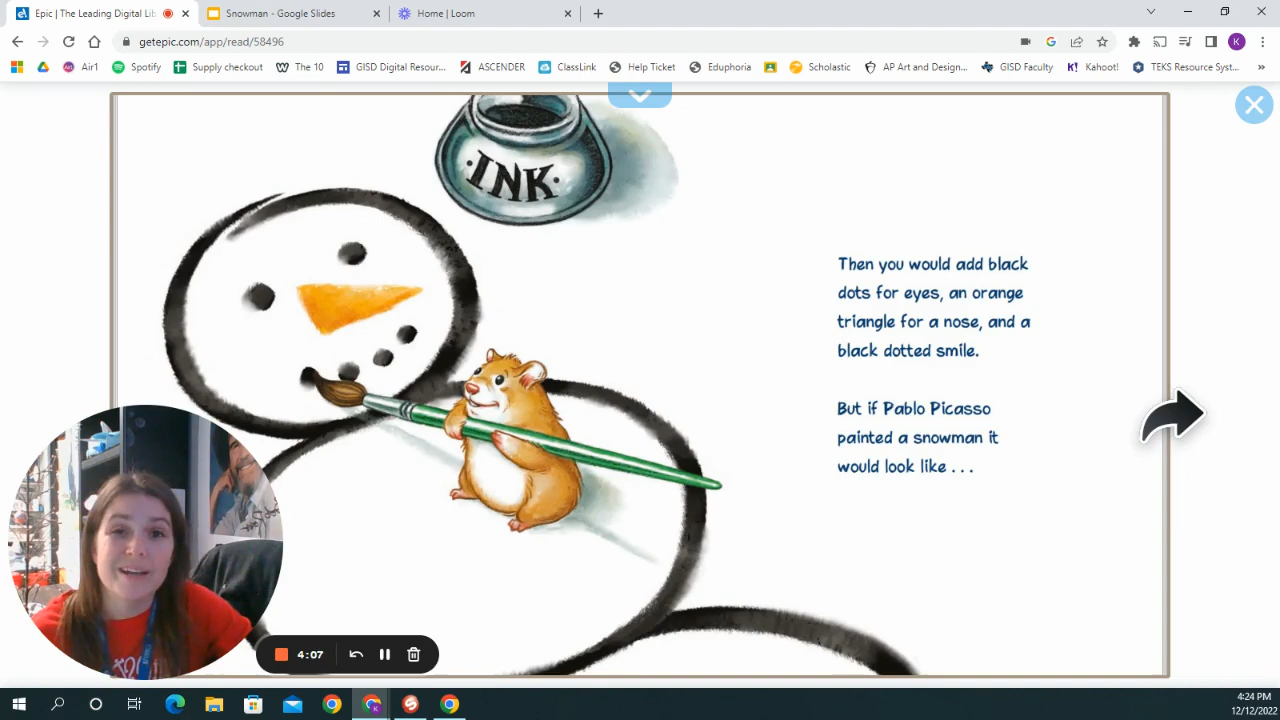 Epic | The Leading Digital Lib
Snowman - Google Slides
Home | Loom
getepic.com/app/read/58496
K
Air1
Spotify
Supply checkout
The 10
GISD Digital Resour...
ASCENDER
ClassLink
Help Ticket
Eduphoria
Scholastic
AP Art and Design...
GISD Faculty
K! Kahoot!
TEKS Resource Syst...
»
·INK·
Then you would add black
dots for eyes, an orange
triangle for a nose, and a
black dotted smile.
But if Pablo Picasso
painted a snowman it
would look like . . .
4:07
4:24 PM
12/12/2022